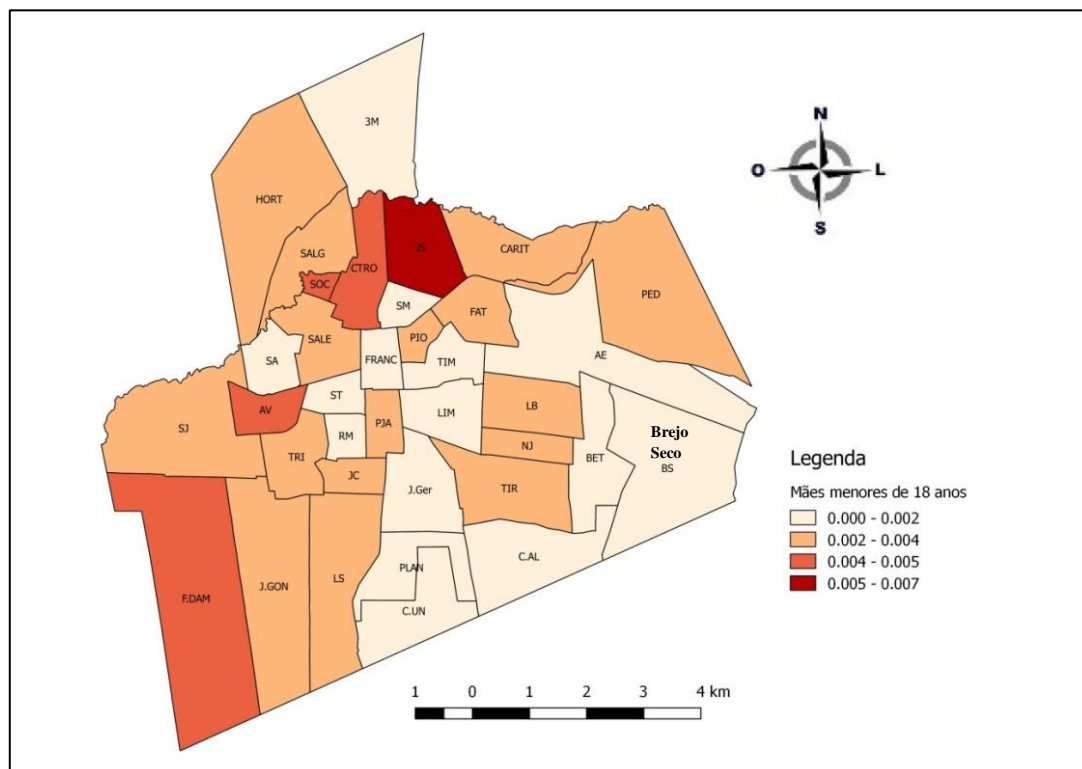 3M
N
O
L
S
HORT
SALG
CTRO
JS
CARIT
SOC
SM
FAT
PED
SALE
PIO
SA
FRANC
TIM
AE
ST
AV
LIM
LB
SJ
RM
PJA
TRI
NJ
BET
Brejo
Seco
BS
JC
J.Ger
TIR
F.DAM
J.GON
LS
PLAN
C.AL
C.UN
Legenda
Mães menores de 18 anos
0.000 - 0.002
0.002 - 0.004
0.004 - 0.005
0.005 - 0.007
1 0 1 2 3 4 km